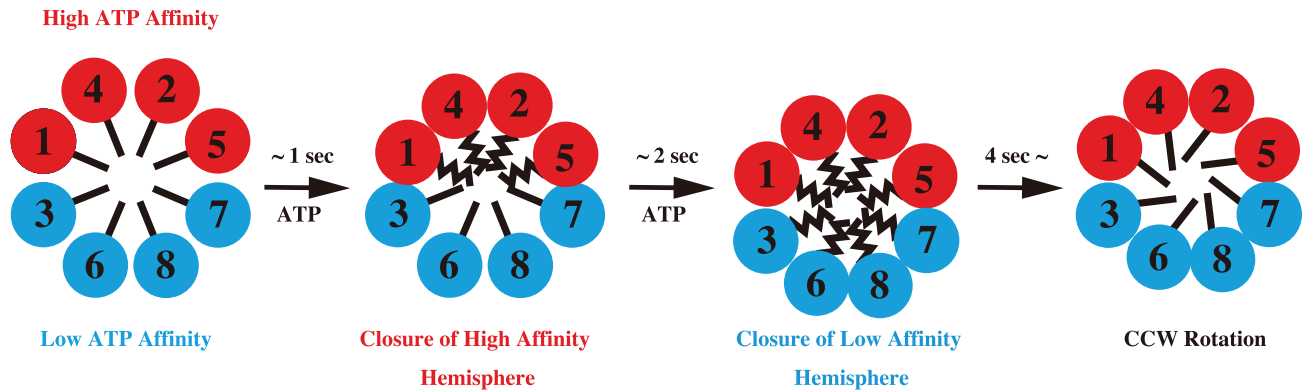 High ATP Affinity
4 2
1 5
3 7
6 8
Low ATP Affinity
~ 1 sec
ATP
4 2
1 5
3 7
6 8
Closure of High Affinity
Hemisphere
~ 2 sec
ATP
4 2
1 5
3 7
6 8
Closure of Low Affinity
Hemisphere
4 sec ~
4 2
1 5
3 7
6 8
CCW Rotation